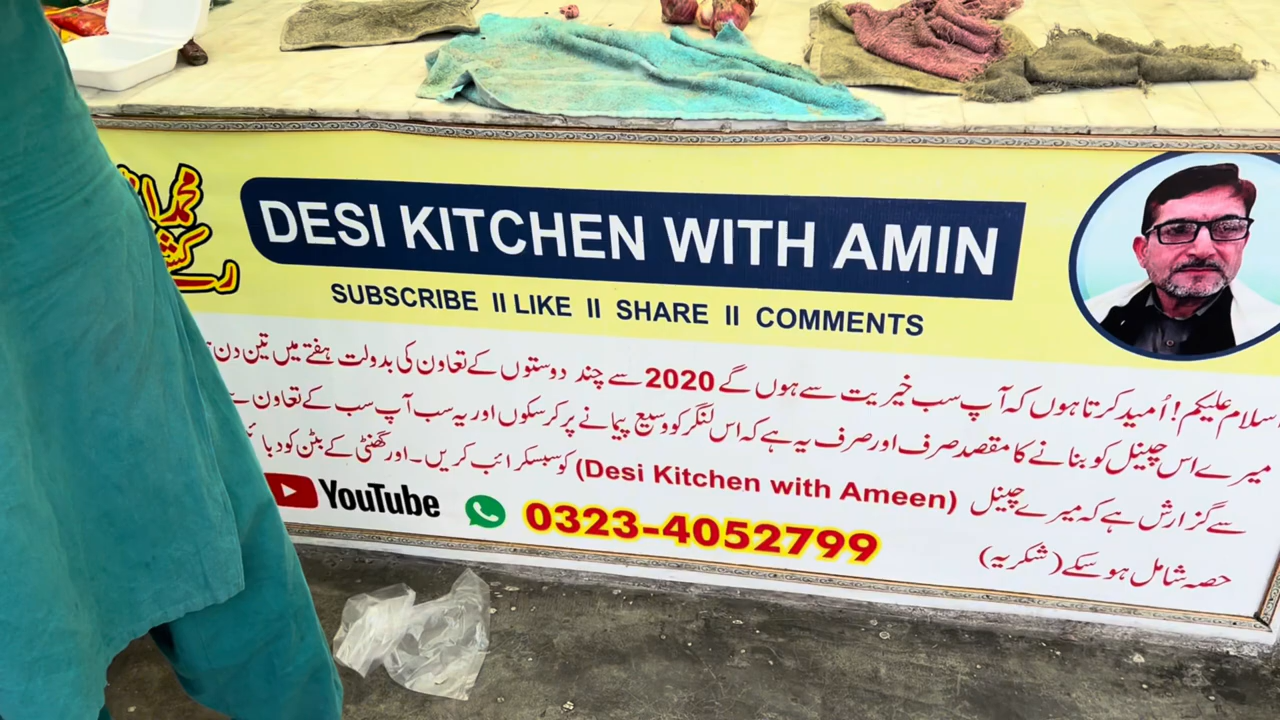 محمد
DESI KITCHEN WITH AMIN
SUBSCRIBE II LIKE II SHARE II COMMENTS
سلام علیکم! اُمید کرتا ہوں کہ آپ سب خیریت سے ہوں گے 2020 سے چند دوستوں کے تعاون کی بدولت ہفتے میں تین دن
میرے اس چینل کو بنانے کا مقصد صرف اور صرف یہ ہے کہ اس لنگر کو وسیع پیمانے پر کر سکوں اور یہ سب آپ سب کے تعاون
سے گزارش ہے کہ میرے چینل (Desi Kitchen with Ameen) کو سبسکرائب کریں۔ اور گھنٹی کے بٹن کو دبا
حصہ شامل ہو سکے (شکریہ)
YouTube 0323-4052799